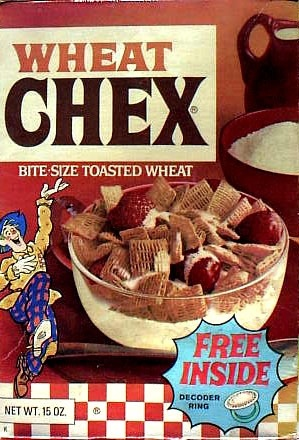 WHEAT
CHEX®
BITE-SIZE TOASTED WHEAT
FREE
INSIDE
DECODER
RING
NET WT. 15 OZ.
®
K